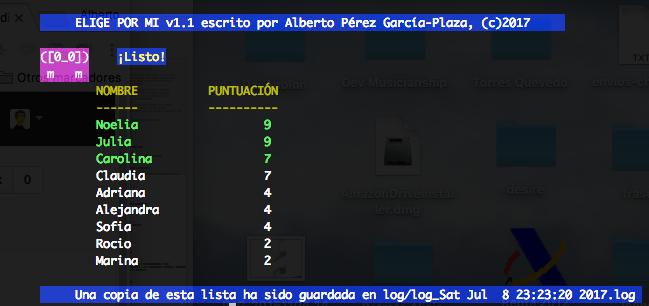 ELIGE POR MI v1.1 escrito por Alberto Pérez García-Plaza, (c)2017
([0_0]) ¡Listo!
m m
Otros marcadores
NOMBRE PUNTUACIÓN
------ ----------
Noelia 9
Julia 9
Carolina 7
Claudia 7
Adriana 4
Alejandra 4
Sofia 4
Rocio 2
Marina 2
Una copia de esta lista ha sido guardada en log/log_Sat Jul  8 23:23:20 2017.log